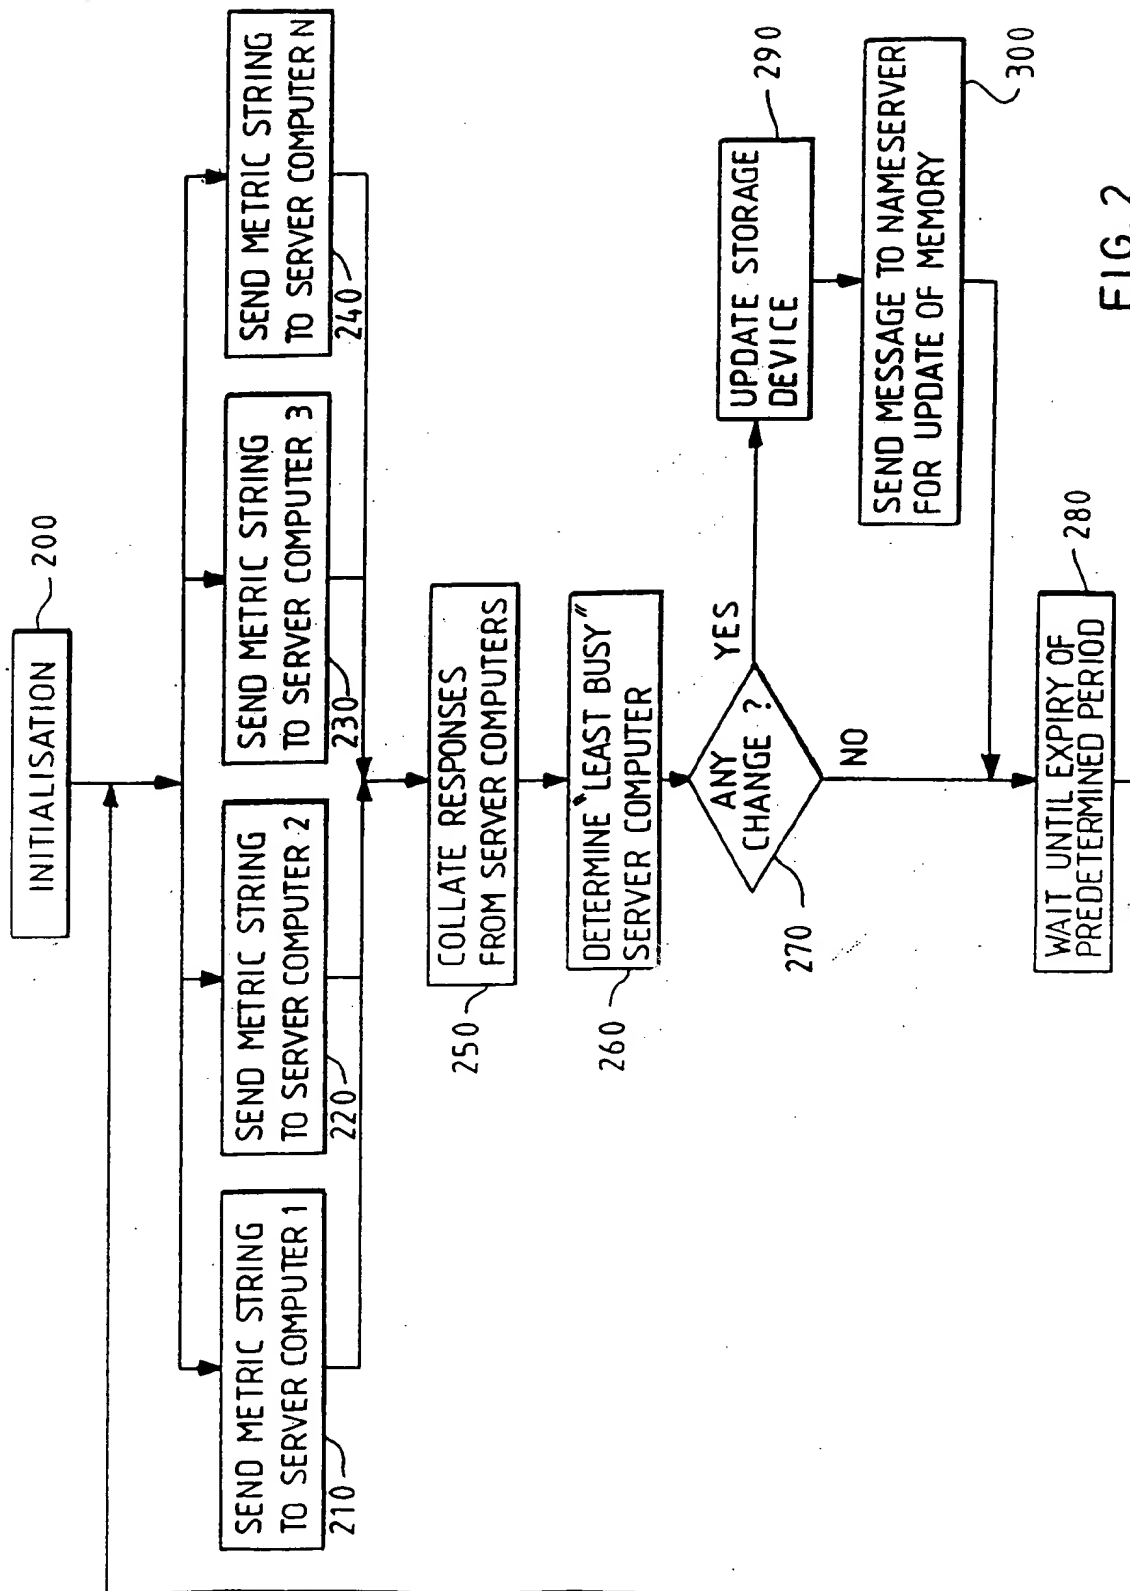 INITIALISATION
200
SEND METRIC STRING
TO SERVER COMPUTER 1
210
SEND METRIC STRING
TO SERVER COMPUTER 2
220
SEND METRIC STRING
TO SERVER COMPUTER 3
230
SEND METRIC STRING
TO SERVER COMPUTER N
240
COLLATE RESPONSES
FROM SERVER COMPUTERS
250
DETERMINE "LEAST BUSY"
SERVER COMPUTER
260
ANY
CHANGE ?
270
YES
NO
UPDATE STORAGE
DEVICE
290
SEND MESSAGE TO NAMESERVER
FOR UPDATE OF MEMORY
300
WAIT UNTIL EXPIRY OF
PREDETERMINED PERIOD
280
FIG. 2